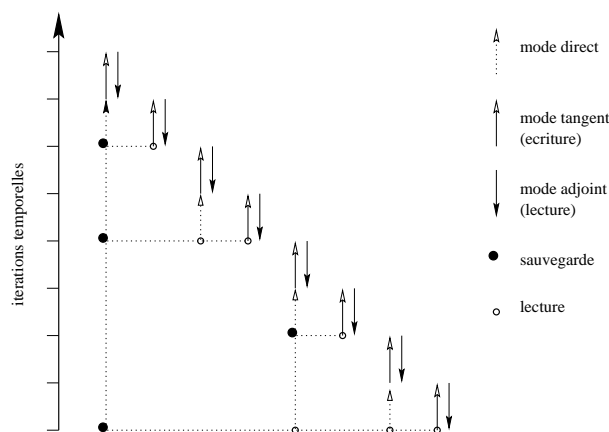 iterations temporelles
mode direct
mode tangent
(ecriture)
mode adjoint
(lecture)
sauvegarde
lecture